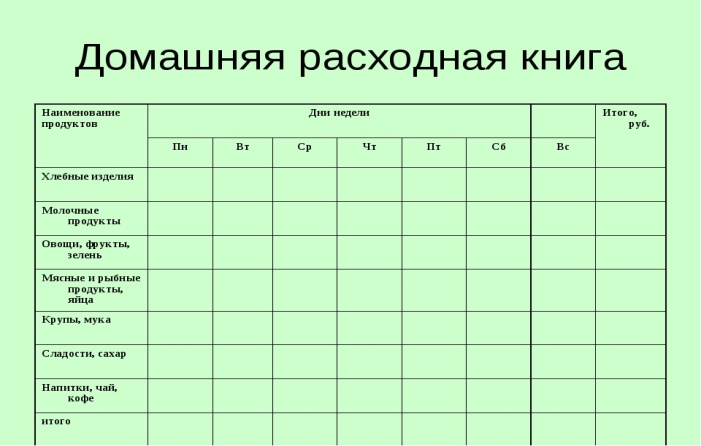 Домашняя расходная книга
Наименование
продуктов
Дни недели
Итого,
руб.
Пн Вт Ср Чт Пт Сб Вс
Хлебные изделия
Молочные
продукты
Овощи, фрукты,
зелень
Мясные и рыбные
продукты,
яйца
Крупы, мука
Сладости, сахар
Напитки, чай,
кофе
итого